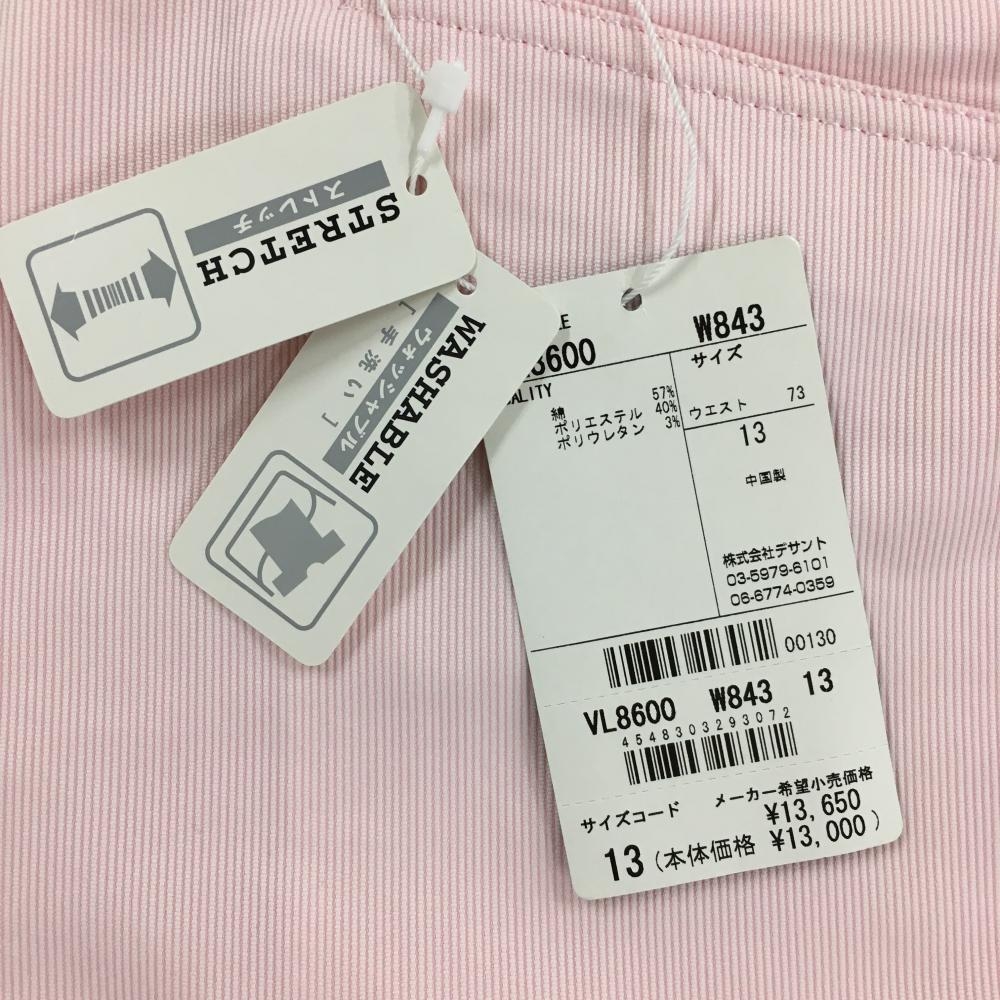 STRETCH
ストレッチ
WASHABLE
ウオッシャブル
[手洗い]
W843
8600
サイズ
ALITY
綿 57%
ポリエステル 40%
ポリウレタン 3%
ウエスト 73
13
中国製
株式会社デサント
03-5979-6101
06-6774-0359
00130
VL8600 W843 13
4548303293072
サイズコード メーカー希望小売価格
¥13,650
13 (本体価格 ¥13,000)